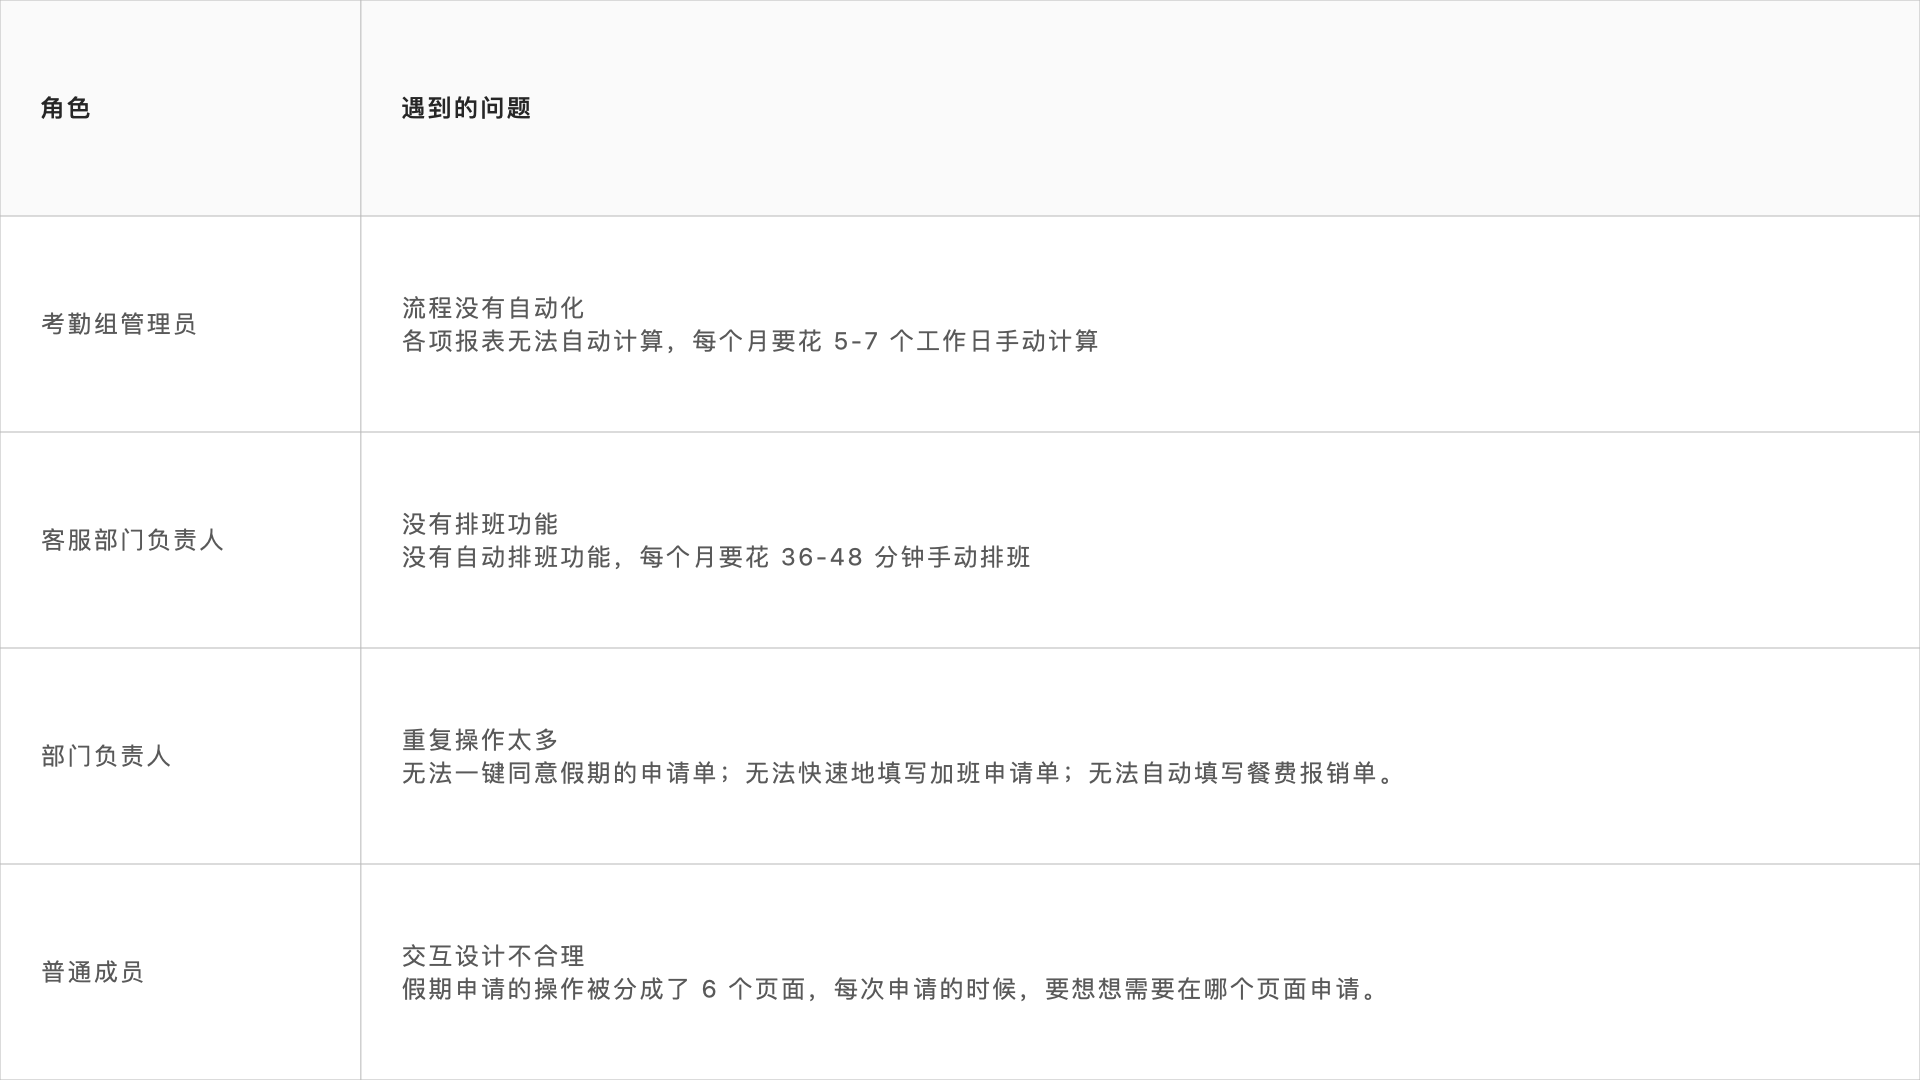 角色
遇到的问题
考勤组管理员
流程没有自动化
各项报表无法自动计算，每个月要花 5-7 个工作日手动计算
客服部门负责人
没有排班功能
没有自动排班功能，每个月要花 36-48 分钟手动排班
部门负责人
重复操作太多
无法一键同意假期的申请单；无法快速地填写加班申请单；无法自动填写餐费报销单。
普通成员
交互设计不合理
假期申请的操作被分成了 6 个页面，每次申请的时候，要想想需要在哪个页面申请。